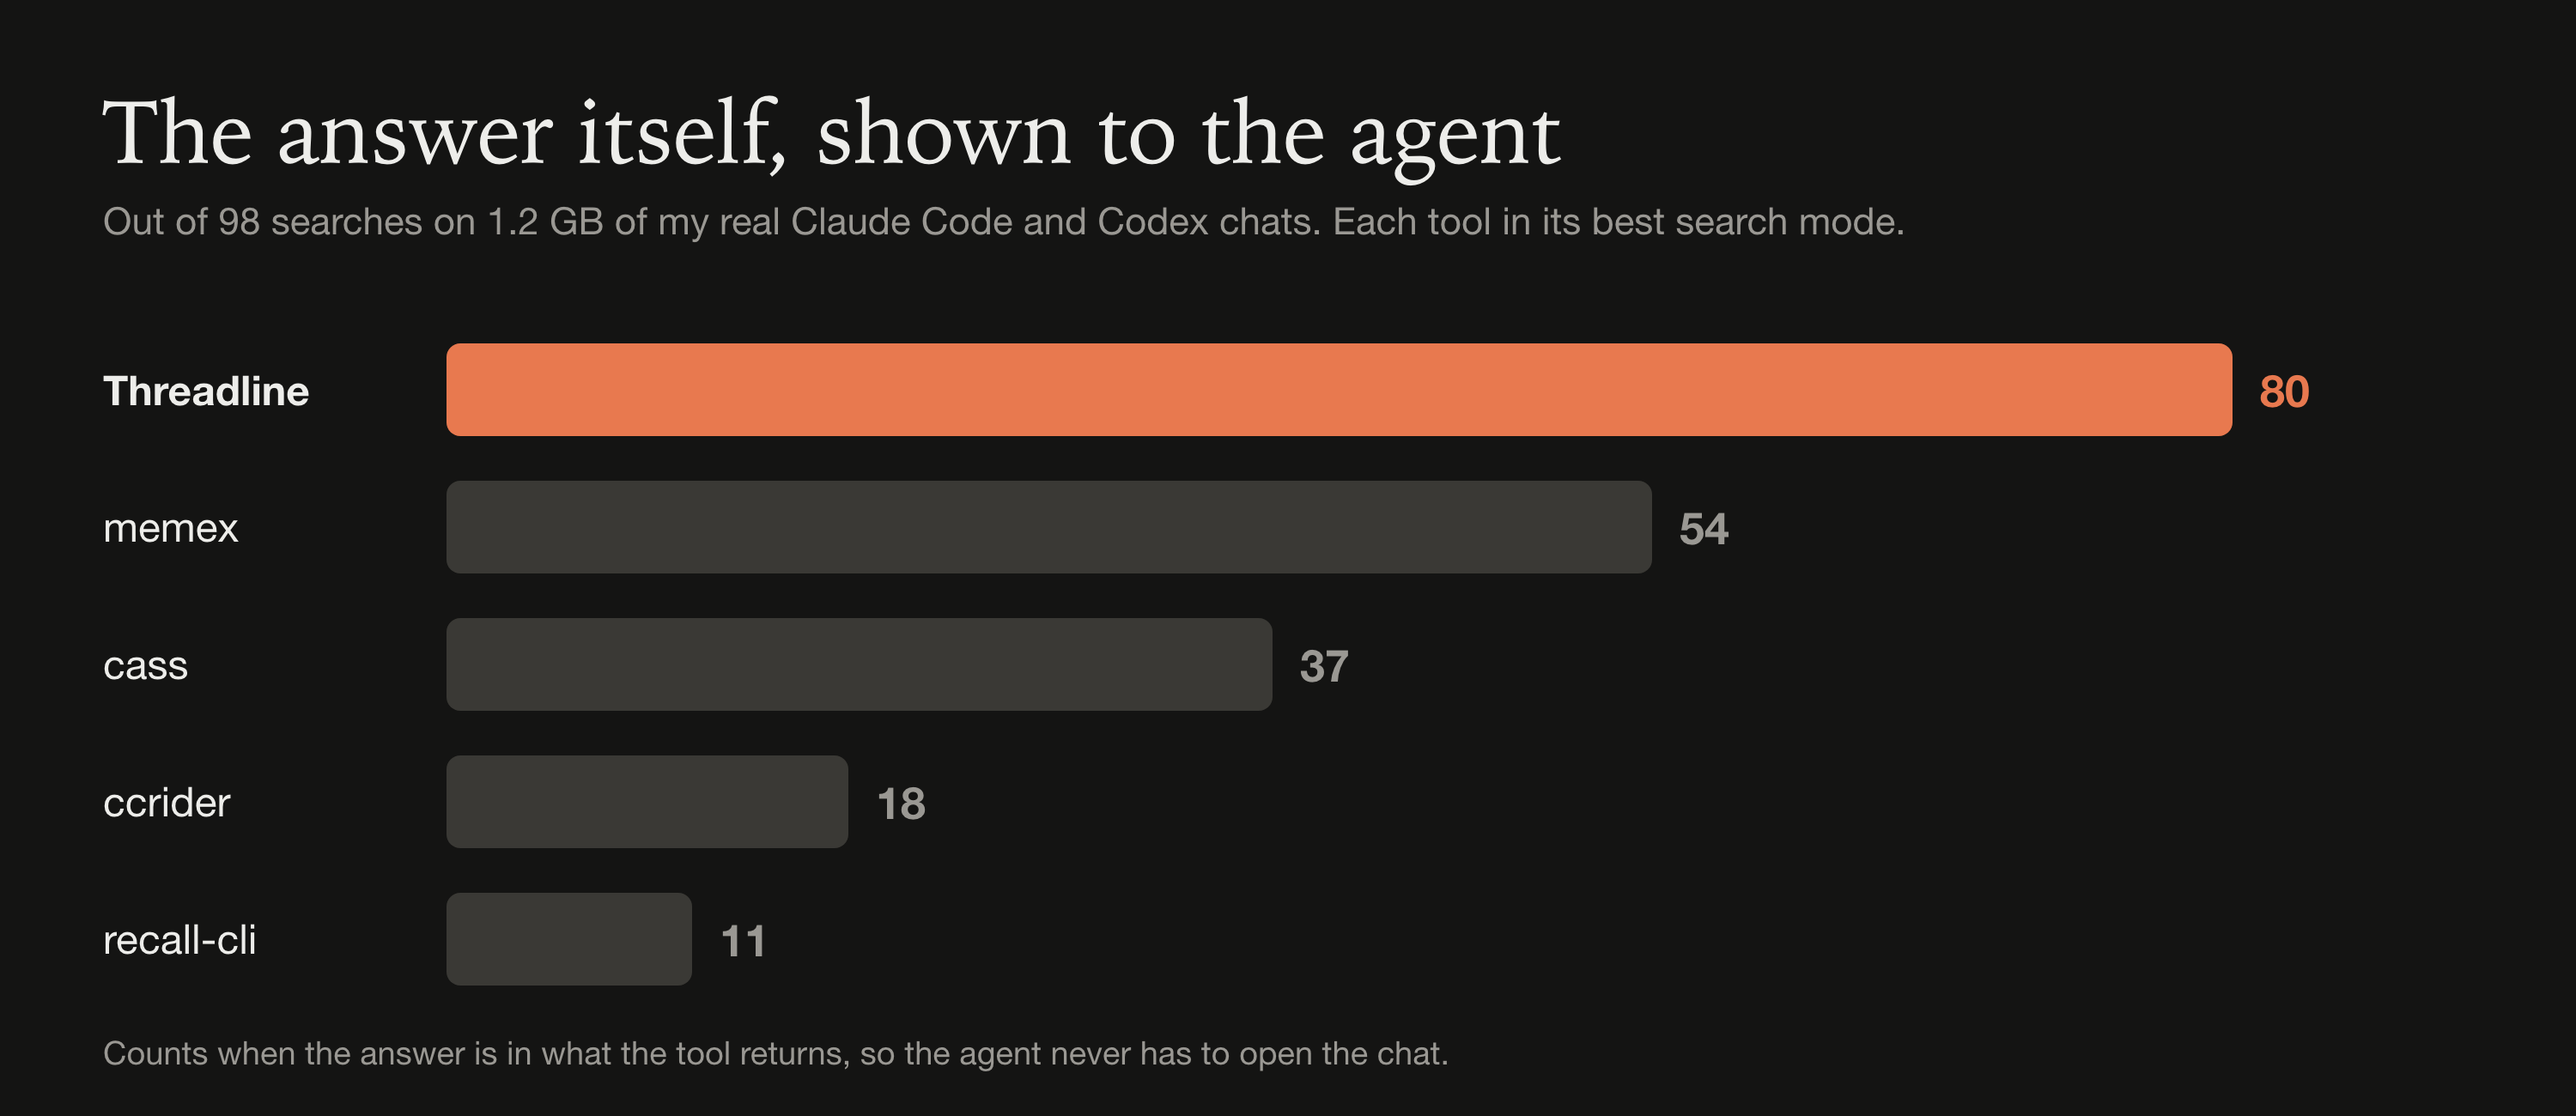 The answer itself, shown to the agent
Out of 98 searches on 1.2 GB of my real Claude Code and Codex chats. Each tool in its best search mode.
Threadline 80
memex 54
cass 37
ccrider 18
recall-cli 11
Counts when the answer is in what the tool returns, so the agent never has to open the chat.